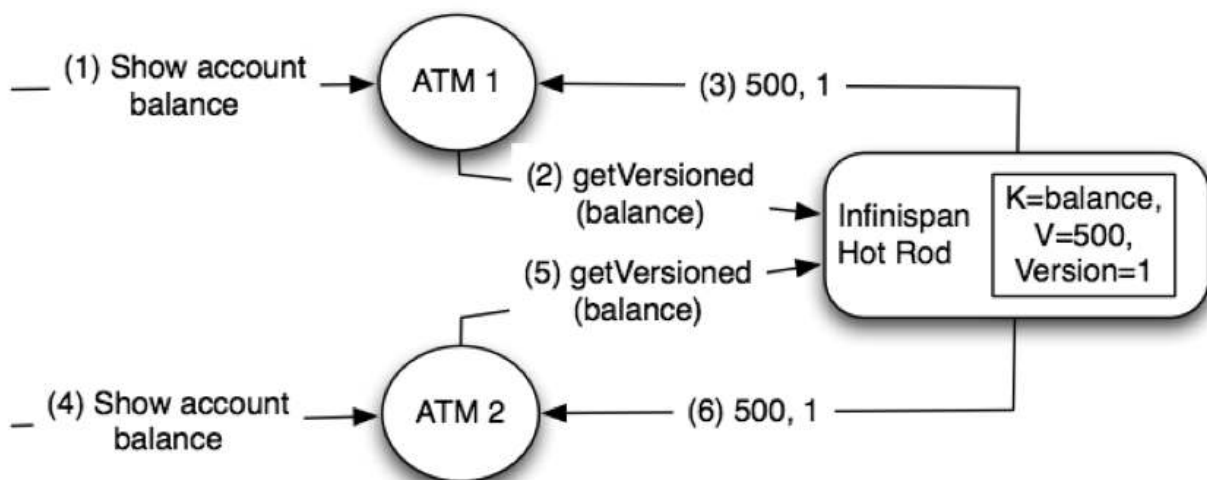 (1) Show account
balance
ATM 1
(3) 500, 1
(2) getVersioned
(balance)
Infinispan
Hot Rod
K=balance,
V=500,
Version=1
(5) getVersioned
(balance)
(4) Show account
balance
ATM 2
(6) 500, 1